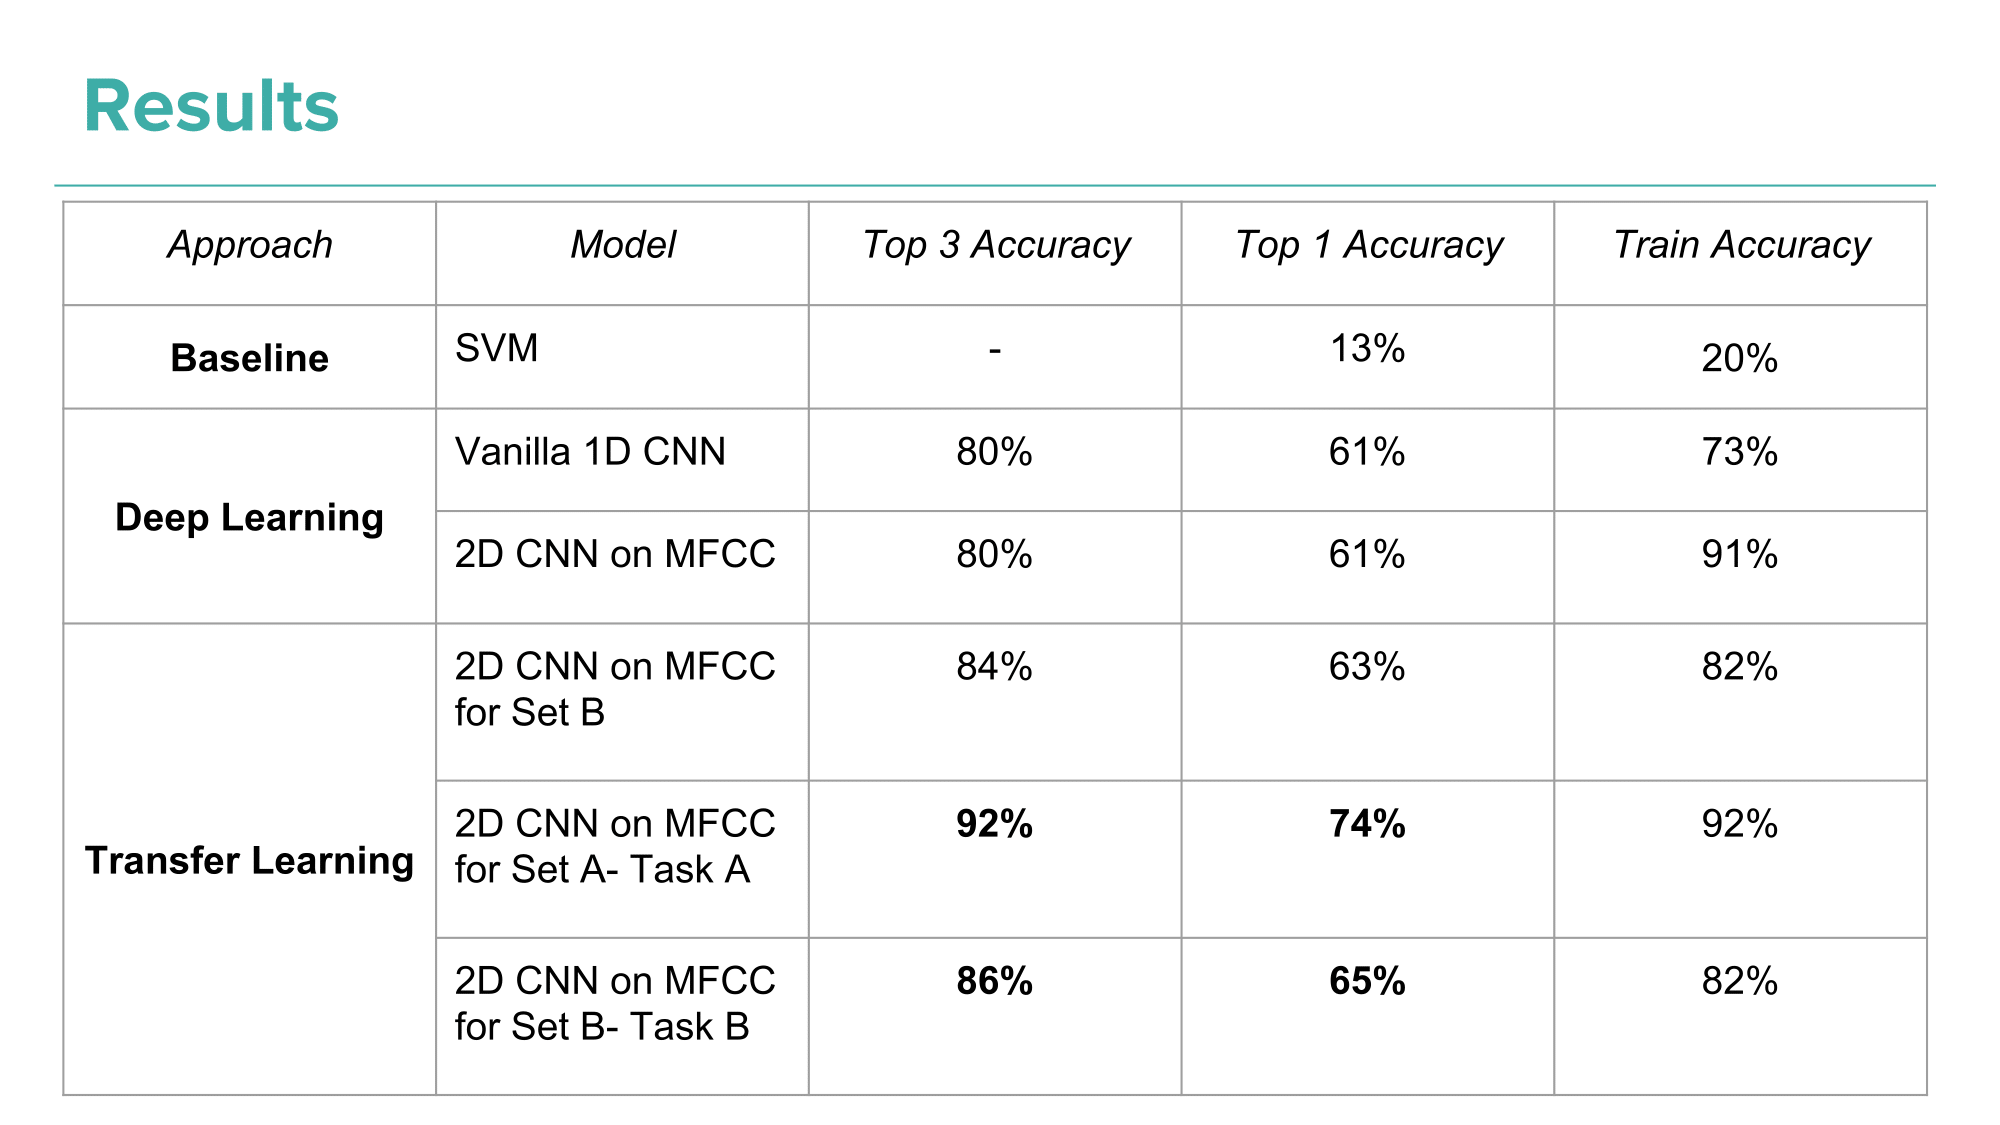 Results
Approach Model Top 3 Accuracy Top 1 Accuracy Train Accuracy
Baseline SVM - 13% 20%
Deep Learning
Vanilla 1D CNN 80% 61% 73%
2D CNN on MFCC 80% 61% 91%
Transfer Learning
2D CNN on MFCC 84% 63% 82%
for Set B
2D CNN on MFCC 92% 74% 92%
for Set A- Task A
2D CNN on MFCC 86% 65% 82%
for Set B- Task B